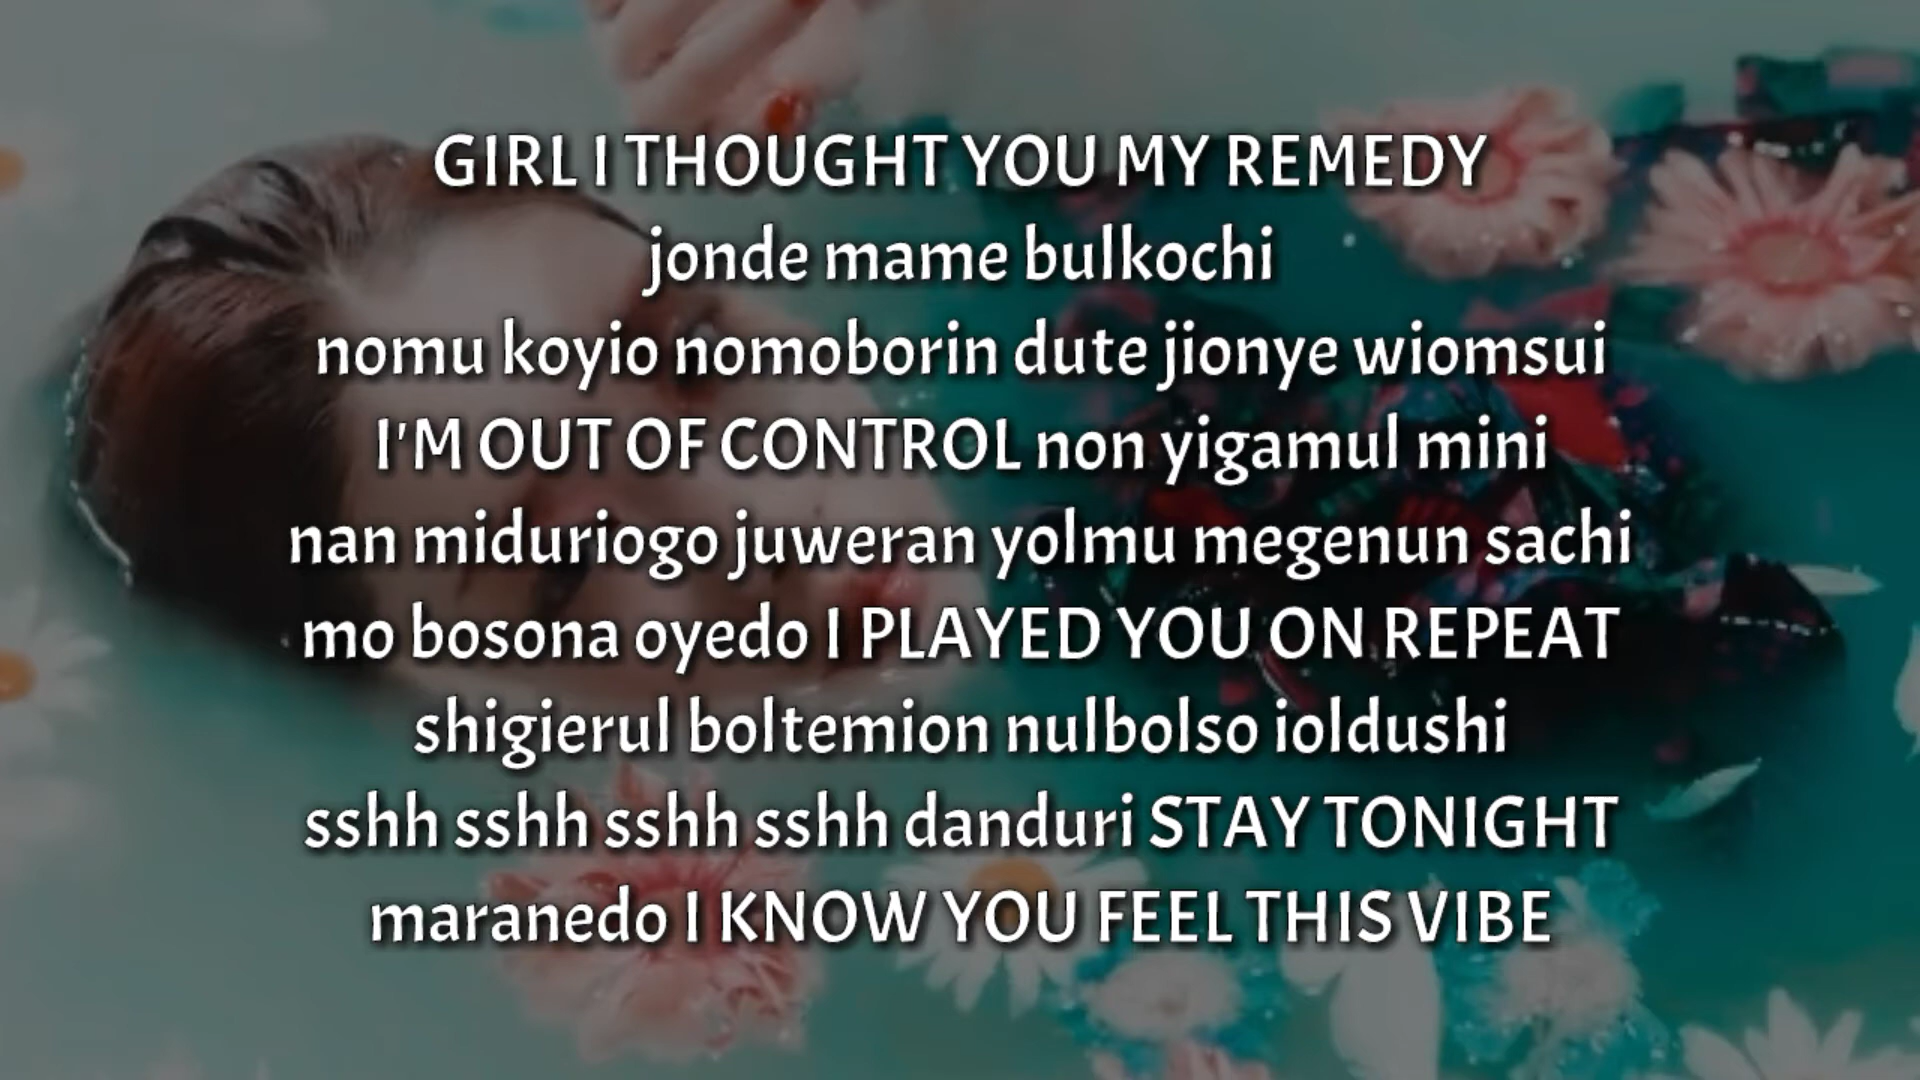 GIRL I THOUGHT YOU MY REMEDY
jonde mame bulkochi
nomu koyio nomoborin dute jionye wiomsui
I'M OUT OF CONTROL non yigamul mini
nan miduriogo juweran yolmu megenun sachi
mo bosona oyedo I PLAYED YOU ON REPEAT
shigierul boltemion nulbolso ioldushi
sshh sshh sshh sshh danduri STAY TONIGHT
maranedo I KNOW YOU FEEL THIS VIBE